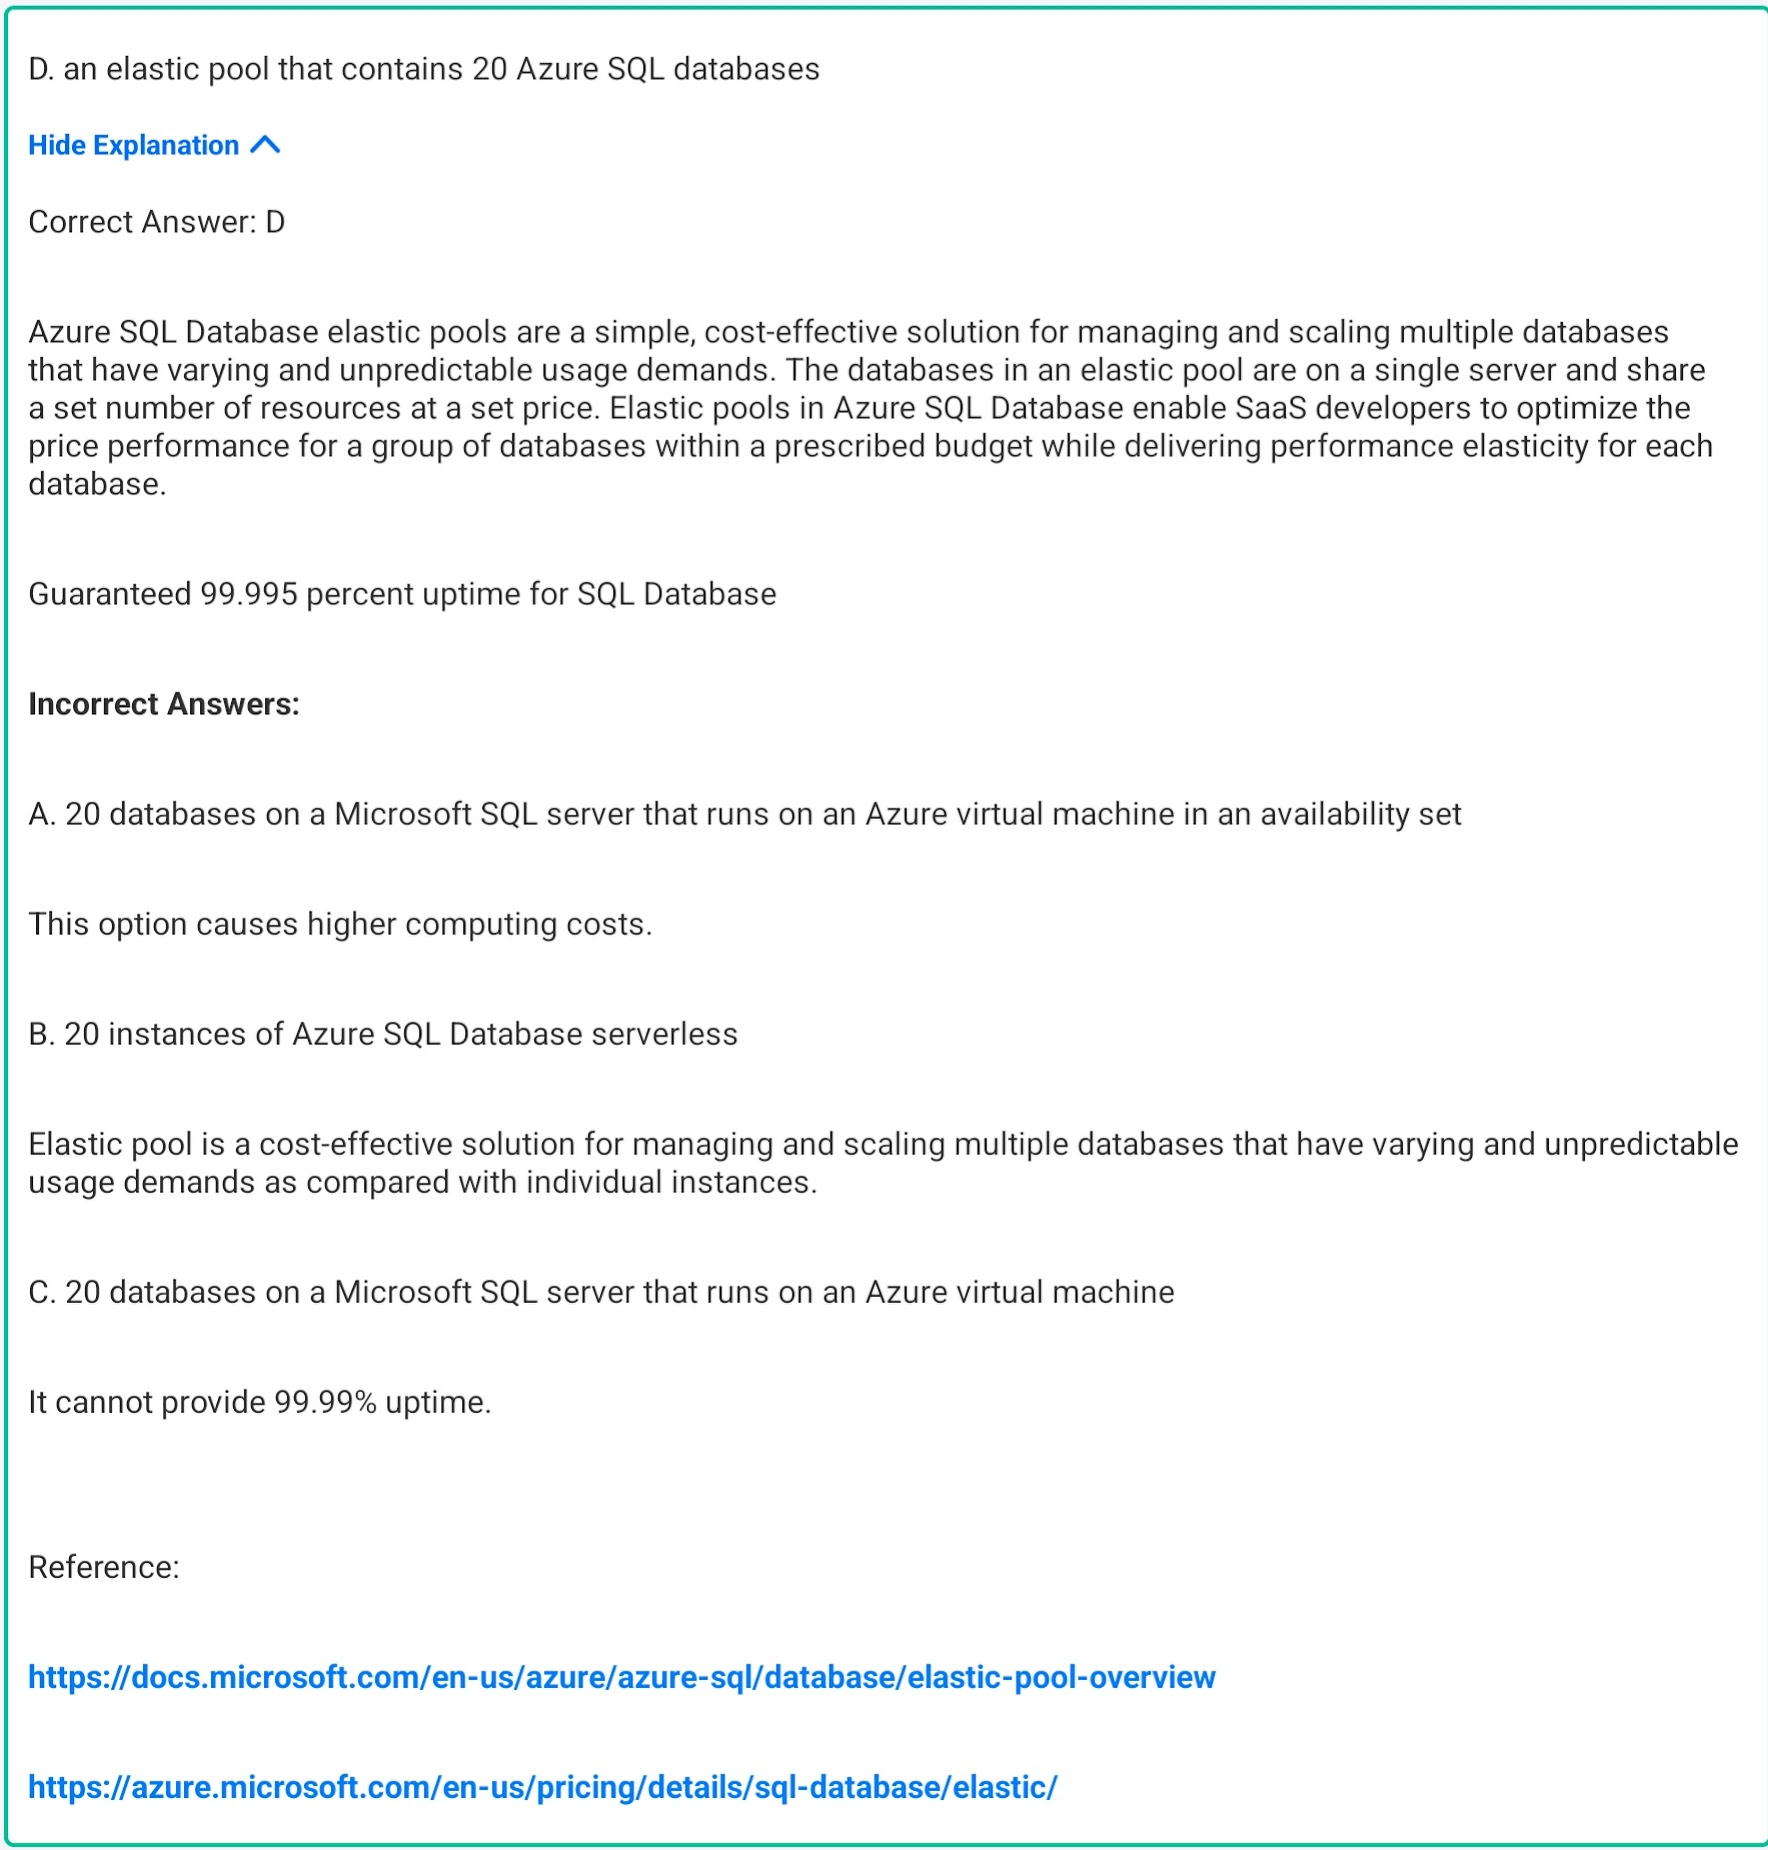 D. an elastic pool that contains 20 Azure SQL databases
Hide Explanation
Correct Answer: D
Azure SQL Database elastic pools are a simple, cost-effective solution for managing and scaling multiple databases
that have varying and unpredictable usage demands. The databases in an elastic pool are on a single server and share
a set number of resources at a set price. Elastic pools in Azure SQL Database enable SaaS developers to optimize the
price performance for a group of databases within a prescribed budget while delivering performance elasticity for each
database.
Guaranteed 99.995 percent uptime for SQL Database
Incorrect Answers:
A. 20 databases on a Microsoft SQL server that runs on an Azure virtual machine in an availability set
This option causes higher computing costs.
B. 20 instances of Azure SQL Database serverless
Elastic pool is a cost-effective solution for managing and scaling multiple databases that have varying and unpredictable
usage demands as compared with individual instances.
C. 20 databases on a Microsoft SQL server that runs on an Azure virtual machine
It cannot provide 99.99% uptime.
Reference:
https://docs.microsoft.com/en-us/azure/azure-sql/database/elastic-pool-overview
https://azure.microsoft.com/en-us/pricing/details/sql-database/elastic/